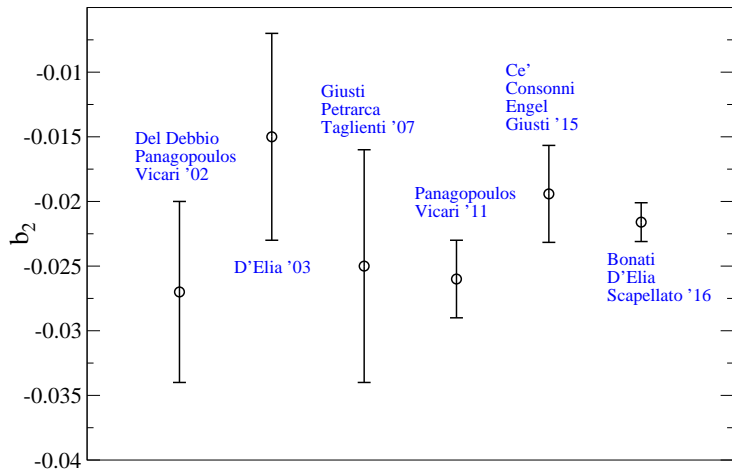 -0.01
-0.015
-0.02
-0.025
-0.03
-0.035
-0.04
b2
Del Debbio
Panagopoulos
Vicari '02
D'Elia '03
Giusti
Petrarca
Taglienti '07
Panagopoulos
Vicari '11
Ce'
Consonni
Engel
Giusti '15
Bonati
D'Elia
Scapellato '16